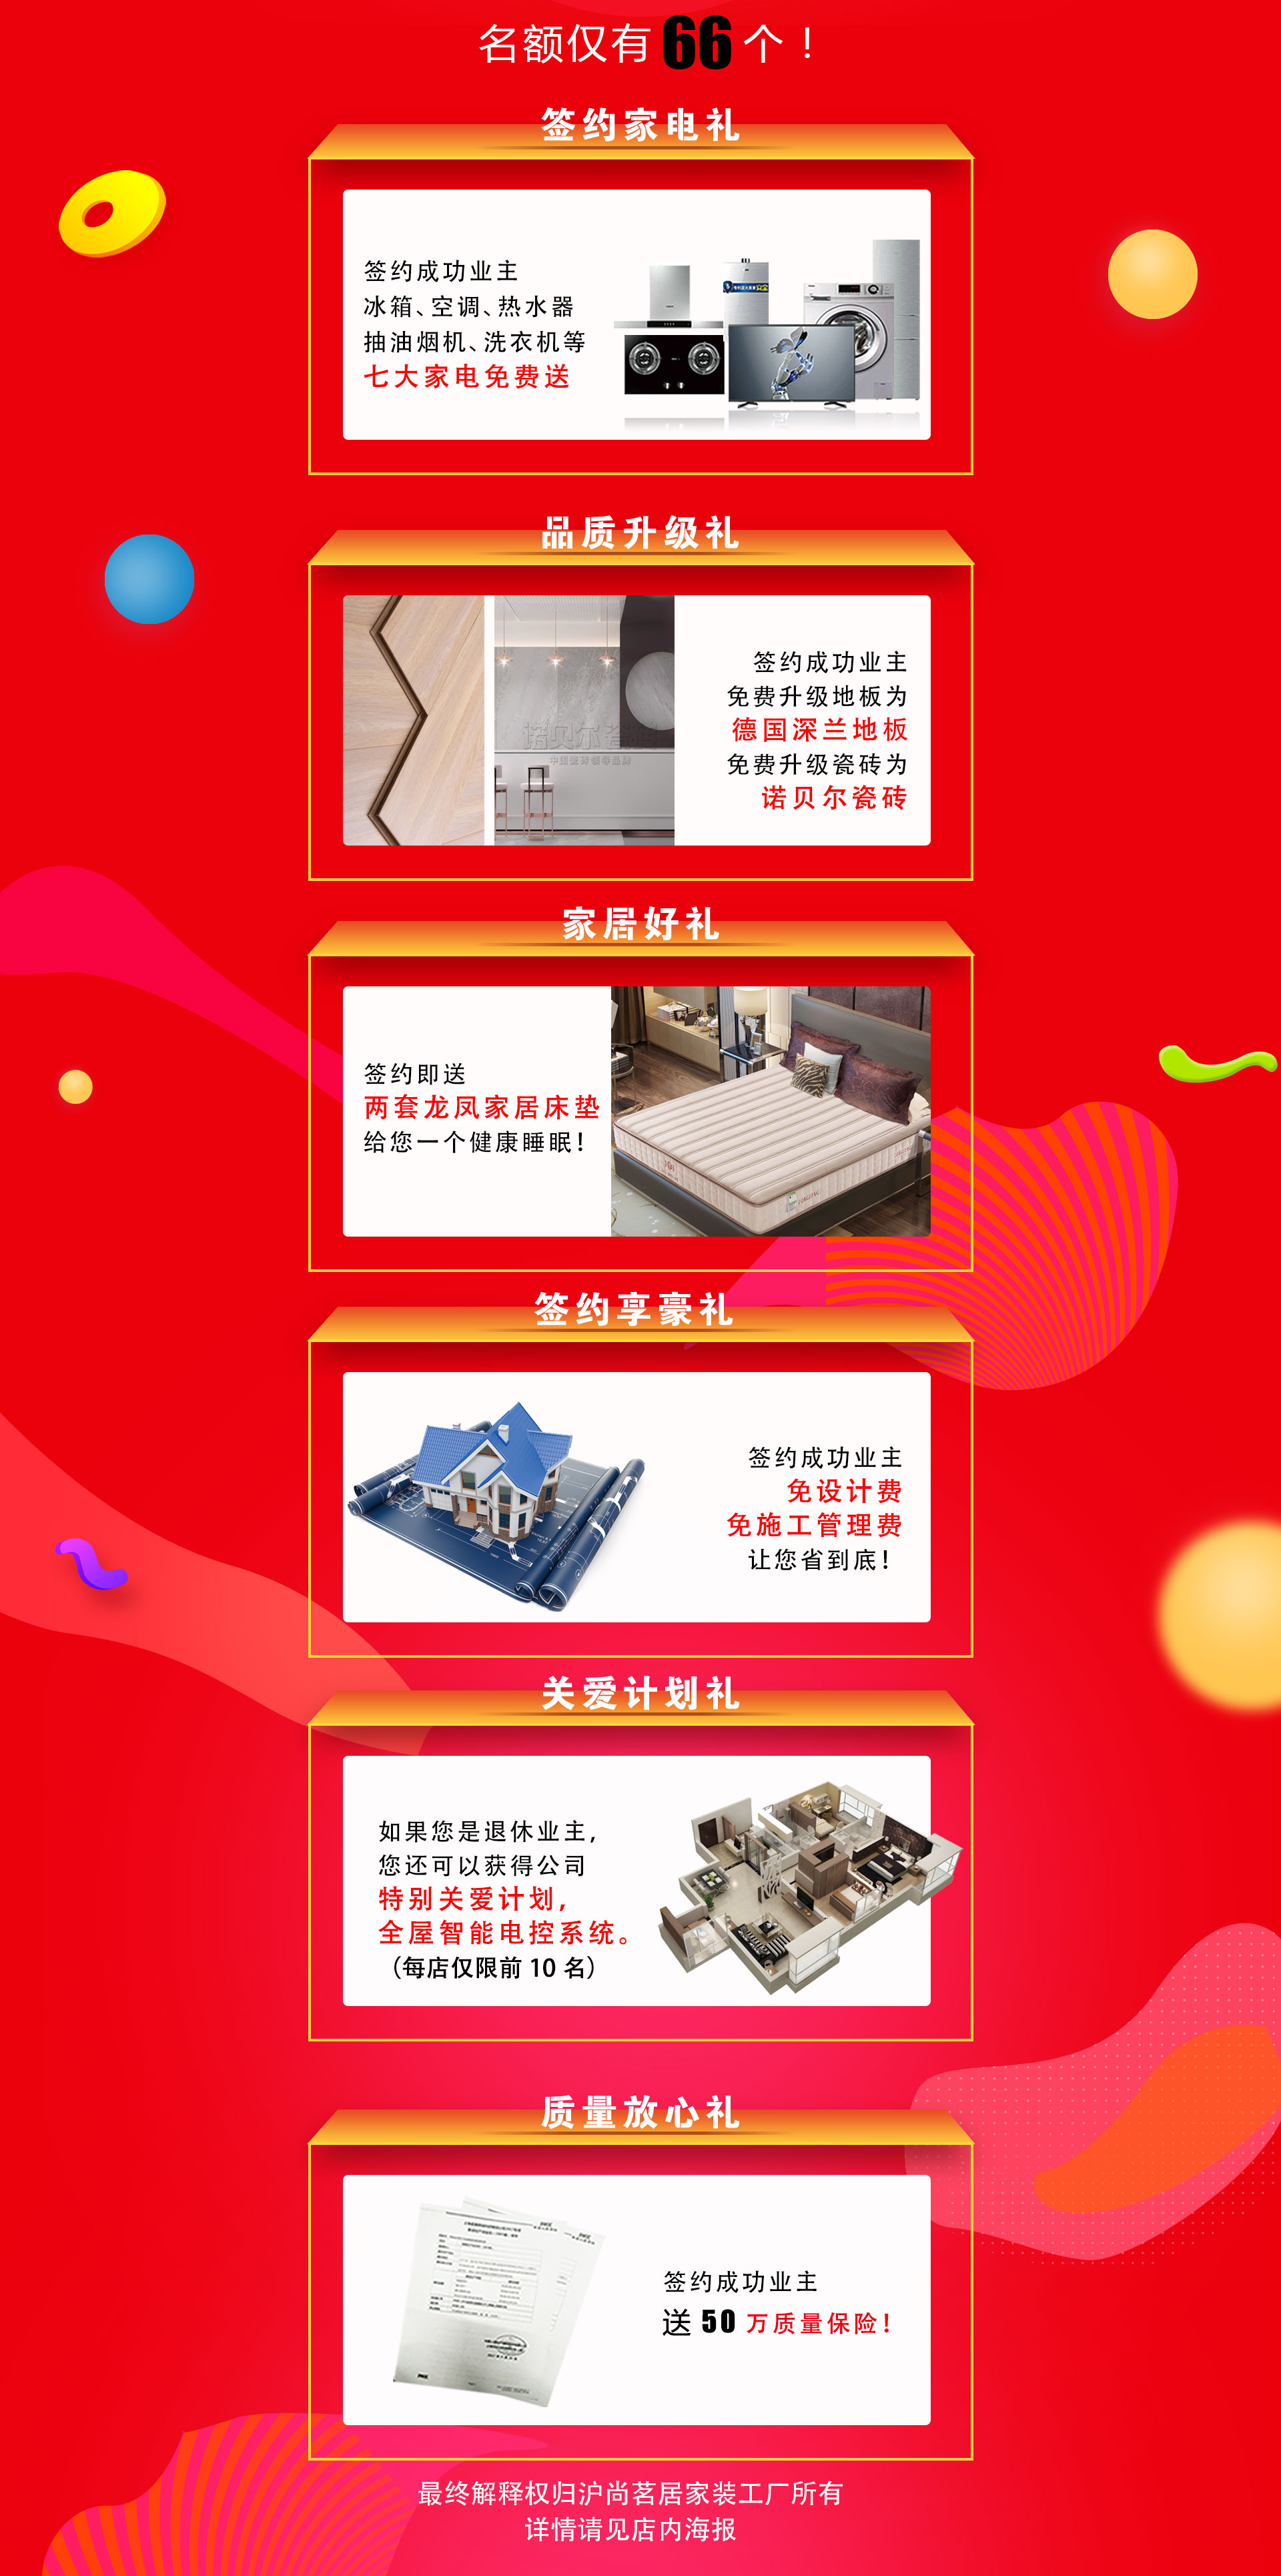 名额仅有66个！
签约家电礼
签约成功业主
冰箱、空调、热水器
抽油烟机、洗衣机等
七大家电免费送
品质升级礼
签约成功业主
免费升级地板为
德国深兰地板
免费升级瓷砖为
诺贝尔瓷砖
家居好礼
签约即送
两套龙凤家居床垫
给您一个健康睡眠！
签约享豪礼
签约成功业主
免设计费
免施工管理费
让您省到底！
关爱计划礼
如果您是退休业主，
您还可以获得公司
特别关爱计划，
全屋智能电控系统。
（每店仅限前 10 名）
质量放心礼
签约成功业主
送 50 万质量保险！
最终解释权归沪尚茗居家装工厂所有
详情请见店内海报